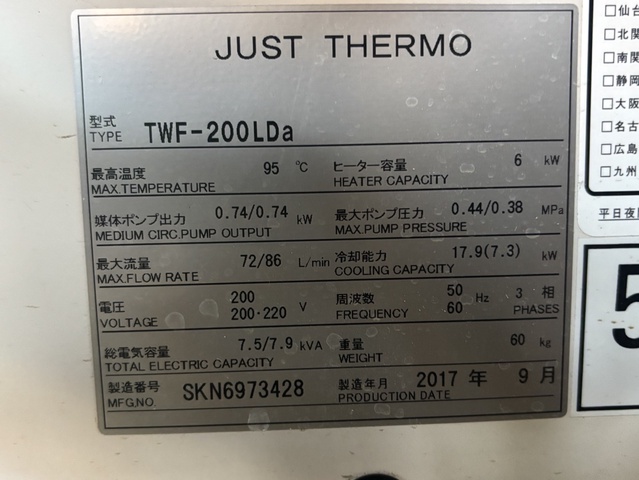 JUST THERMO
型式
TYPE TWF-200LDa
最高温度 95 ℃ ヒーター容量 6 kW
MAX.TEMPERATURE HEATER CAPACITY
媒体ポンプ出力 0.74/0.74 kW 最大ポンプ圧力 0.44/0.38 MPa
MEDIUM CIRC.PUMP OUTPUT MAX.PUMP PRESSURE
最大流量 72/86 L/min 冷却能力 17.9(7.3) kW
MAX.FLOW RATE COOLING CAPACITY
電圧 200 V 周波数 50 Hz 3 相
VOLTAGE 200・220 FREQUENCY 60 PHASES
総電気容量 7.5/7.9 kVA 重量 60 kg
TOTAL ELECTRIC CAPACITY WEIGHT
製造番号 SKN6973428 製造年月 2017 年 9 月
MFG.NO. PRODUCTION DATE
□仙台
□北関
□南関
□静岡
□大阪
□名古
□広島
□九州
平日夜
5